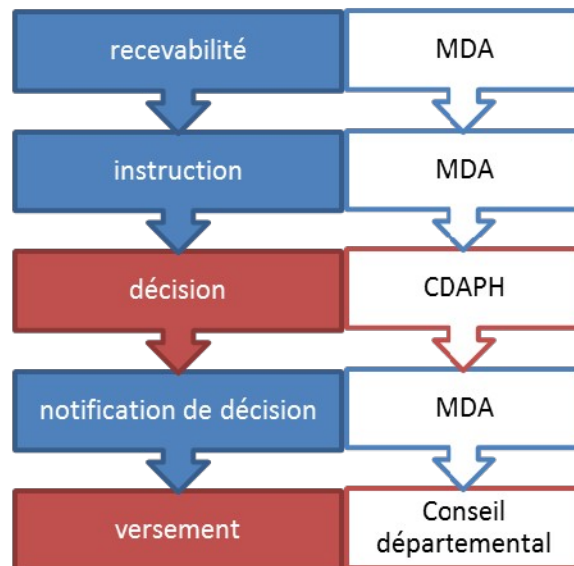 recevabilité
MDA
instruction
MDA
décision
CDAPH
notification de décision
MDA
versement
Conseil
départemental